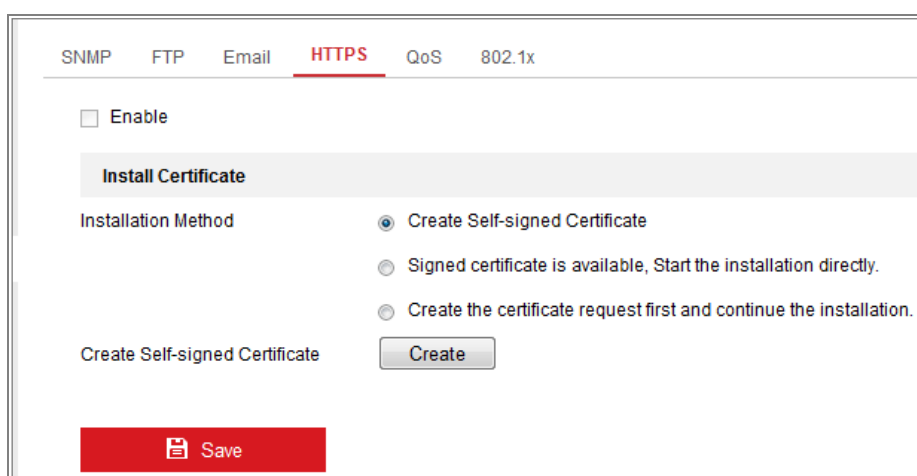 SNMP FTP Email HTTPS QoS 802.1x
Enable
Install Certificate
Installation Method
Create Self-signed Certificate
Signed certificate is available, Start the installation directly.
Create the certificate request first and continue the installation.
Create Self-signed Certificate Create
Save